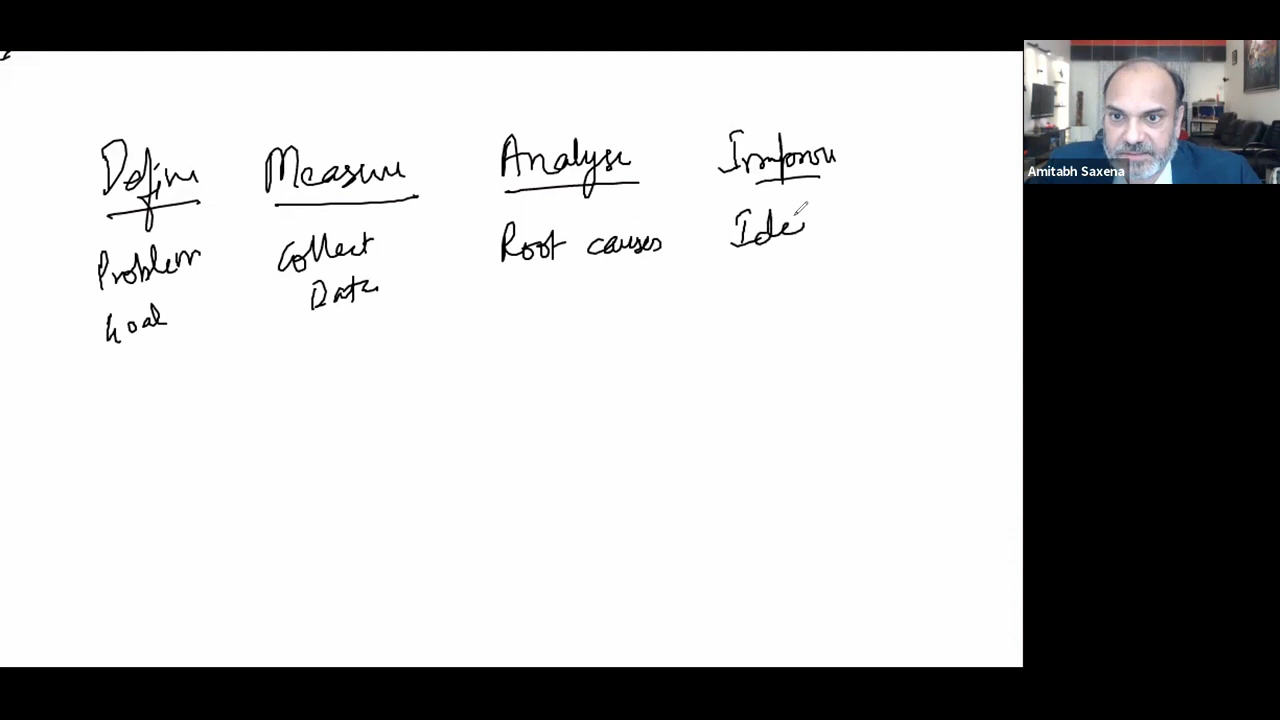 Define Measure Analyse Improve
Problem Collect Root causes Ide
Goal Data
Amitabh Saxena